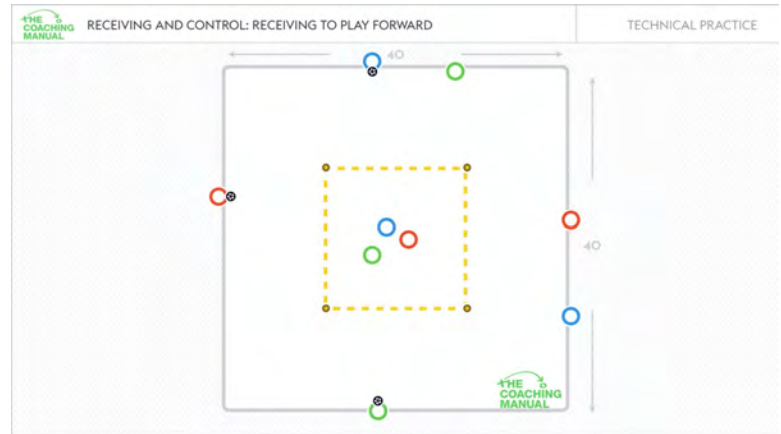 THE
COACHING
MANUAL
RECEIVING AND CONTROL: RECEIVING TO PLAY FORWARD
TECHNICAL PRACTICE
40
40
THE
COACHING
MANUAL